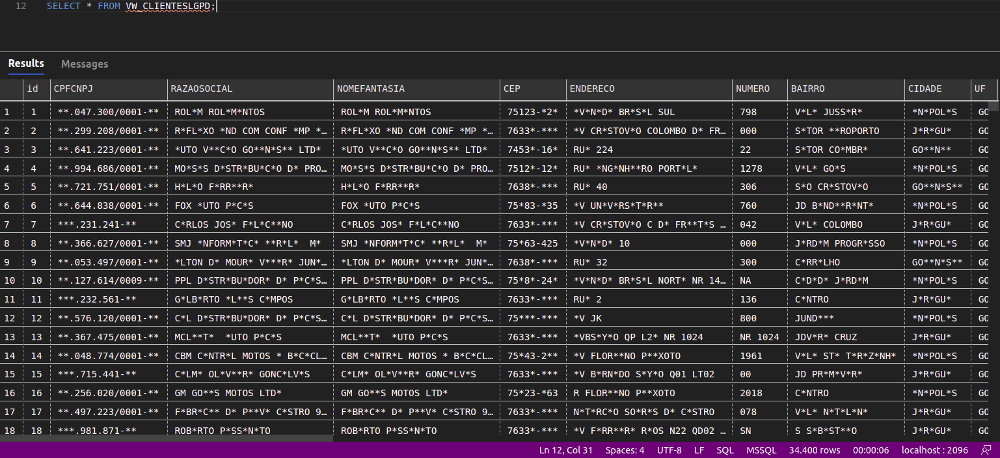 12 SELECT * FROM VW_CLIENTESLGPD;
Results Messages
id CPFCNPJ RAZAOSOCIAL NOMEFANTASIA CEP ENDERECO NUMERO BAIRRO CIDADE UF
1 1 **.047.300/0001-** ROL*M ROL*M*NTOS ROL*M ROL*M*NTOS 75123-*2* *V*N*D* BR*S*L SUL 798 V*L* JUSS*R* *N*POL*S GO
2 2 **.299.208/0001-** R*FL*XO *ND COM CONF *MP *… R*FL*XO *ND COM CONF *MP *… 7633*-*** *V CR*STOV*O COLOMBO D* FR… 000 S*TOR **ROPORTO J*R*GU* GO
3 3 **.641.223/0001-** *UTO V**C*O GO**N*S** LTD* *UTO V**C*O GO**N*S** LTD* 7453*-16* RU* 224 22 S*TOR CO*MBR* GO**N** GO
4 4 **.994.686/0001-** MO*S*S D*STR*BU*C*O D* PRO… MO*S*S D*STR*BU*C*O D* PRO… 7512*-12* RU* *NG*NH**RO PORT*L* 1278 V*L* GO*S *N*POL*S GO
5 5 **.721.751/0001-** H*L*O F*RR**R* H*L*O F*RR**R* 7638*-*** RU* 40 306 S*O CR*STOV*O GO**N*S** GO
6 6 **.644.838/0001-** FOX *UTO P*C*S FOX *UTO P*C*S 75*83-*35 *V UN*V*RS*T*R** 760 JD B*ND**R*NT* *N*POL*S GO
7 7 ***.231.241-** C*RLOS JOS* F*L*C**NO C*RLOS JOS* F*L*C**NO 7633*-*** *V CR*STOV*O C D* FR**T*S … 042 V*L* COLOMBO J*R*GU* GO
8 8 **.366.627/0001-** SMJ *NFORM*T*C* **R*L*  M* SMJ *NFORM*T*C* **R*L*  M* 75*63-425 *V*N*D* 10 000 J*RD*M PROGR*SSO *N*POL*S GO
9 9 **.053.497/0001-** *LTON D* MOUR* V***R* JUN*… *LTON D* MOUR* V***R* JUN*… 7638*-*** RU* 32 300 C*RR*LHO GO**N*S** GO
10 10 **.127.614/0009-** PPL D*STR*BU*DOR* D* P*C*S… PPL D*STR*BU*DOR* D* P*C*S… 75*8*-24* *V*N*D* BR*S*L NORT* NR 14… NA C*D*D* J*RD*M *N*POL*S GO
11 11 ***.232.561-** G*LB*RTO *L**S C*MPOS G*LB*RTO *L**S C*MPOS 7633*-*** RU* 2 136 C*NTRO J*R*GU* GO
12 12 **.576.120/0001-** C*L D*STR*BU*DOR* D* P*C*S… C*L D*STR*BU*DOR* D* P*C*S… 75***-*** *V JK 800 JUND*** *N*POL*S GO
13 13 **.367.475/0001-** MCL**T*  *UTO P*C*S MCL**T*  *UTO P*C*S 7633*-*** *VBS*Y*O QP L2* NR 1024 NR 1024 JDV*R* CRUZ J*R*GU* GO
14 14 **.048.774/0001-** CBM C*NTR*L MOTOS * B*C*CL… CBM C*NTR*L MOTOS * B*C*CL… 75*43-2** *V FLOR**NO P**XOTO 1961 V*L* ST* T*R*Z*NH* *N*POL*S GO
15 15 ***.715.441-** C*LM* OL*V**R* GONC*LV*S C*LM* OL*V**R* GONC*LV*S 7633*-*** *V B*RN*DO S*Y*O Q01 LT02 00 JD PR*M*V*R* J*R*GU* GO
16 16 **.256.020/0001-** GM GO**S MOTOS LTD* GM GO**S MOTOS LTD* 75*23-*63 R FLOR**NO P**XOTO 2018 C*NTRO *N*POL*S GO
17 17 **.497.223/0001-** F*BR*C** D* P**V* C*STRO 9… F*BR*C** D* P**V* C*STRO 9… 7633*-*** N*T*RC*O SO*R*S D* C*STRO 078 V*L* N*T*L*N* J*R*GU* GO
18 18 ***.981.871-** ROB*RTO P*SS*N*TO ROB*RTO P*SS*N*TO 7633*-*** *V F*RR**R* R*OS N22 QD02 … SN S S*B*ST**O J*R*GU* GO
Ln 12, Col 31 Spaces: 4 UTF-8 LF SQL MSSQL 34.400 rows 00:00:06 localhost : 2096